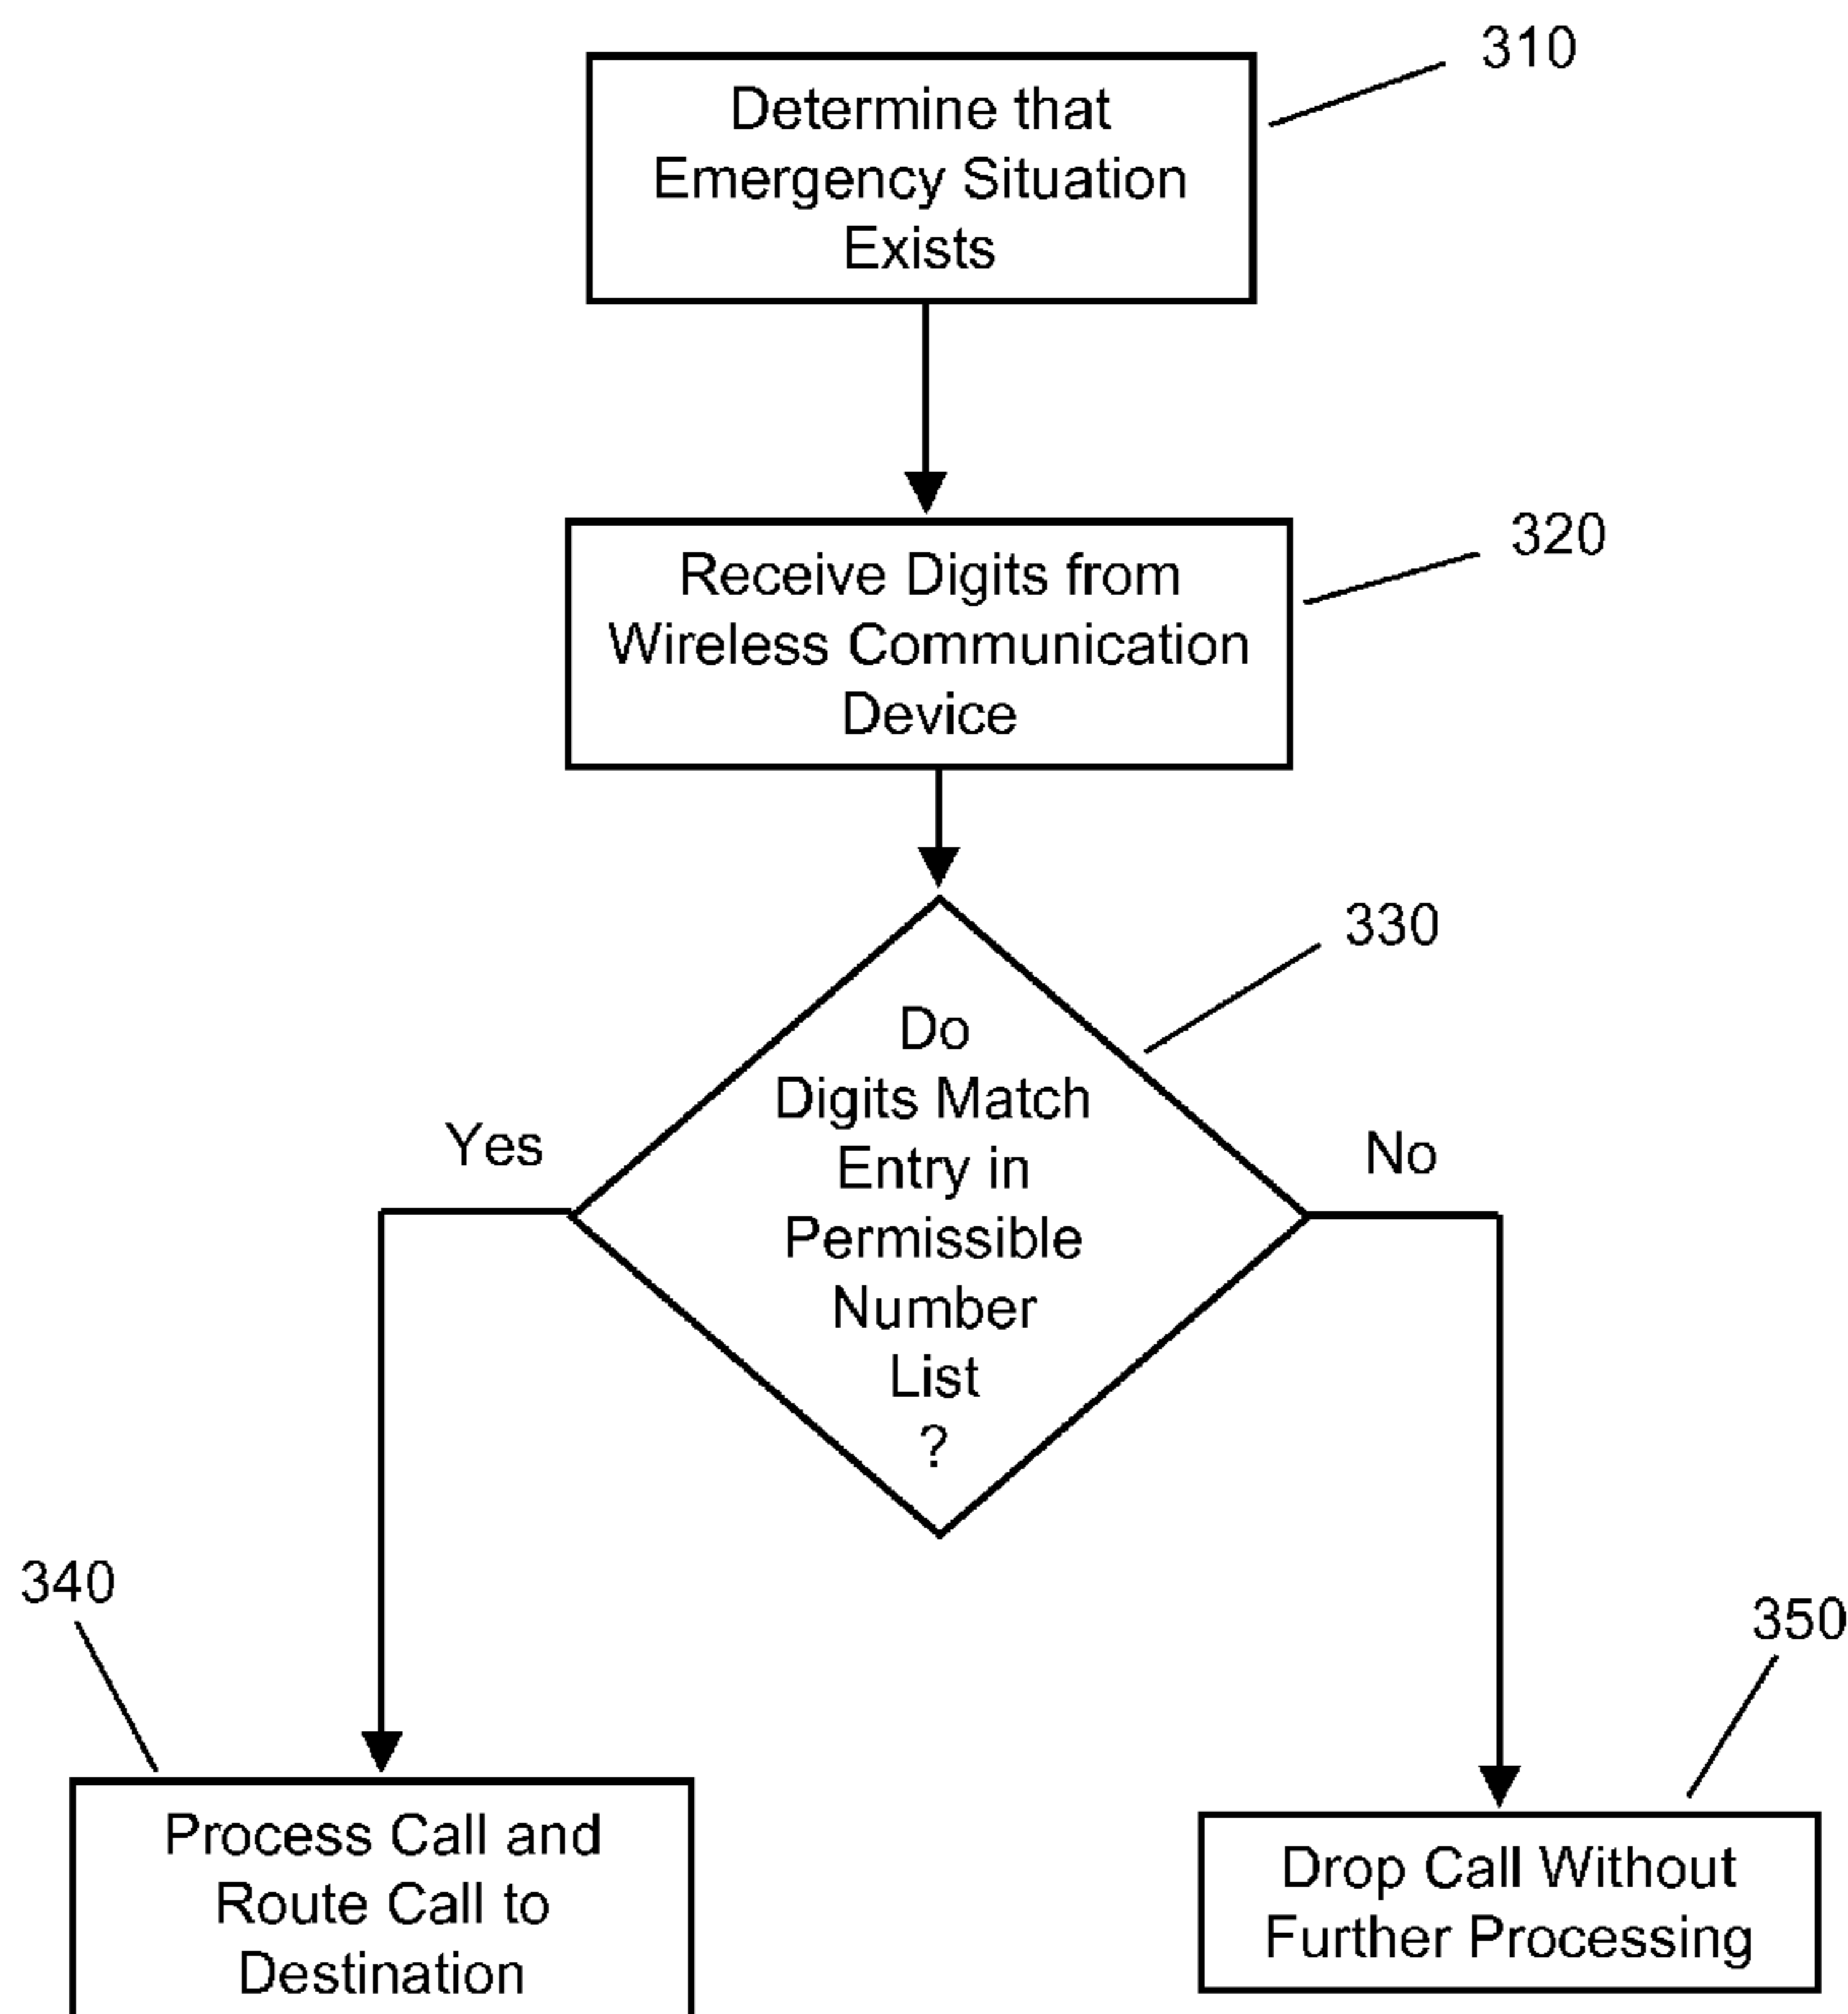 310
Determine that
Emergency Situation
Exists
320
Receive Digits from
Wireless Communication
Device
330
Do
Digits Match
Entry in
Permissible
Number
List
?
Yes
No
340
350
Process Call and
Route Call to
Destination
Drop Call Without
Further Processing